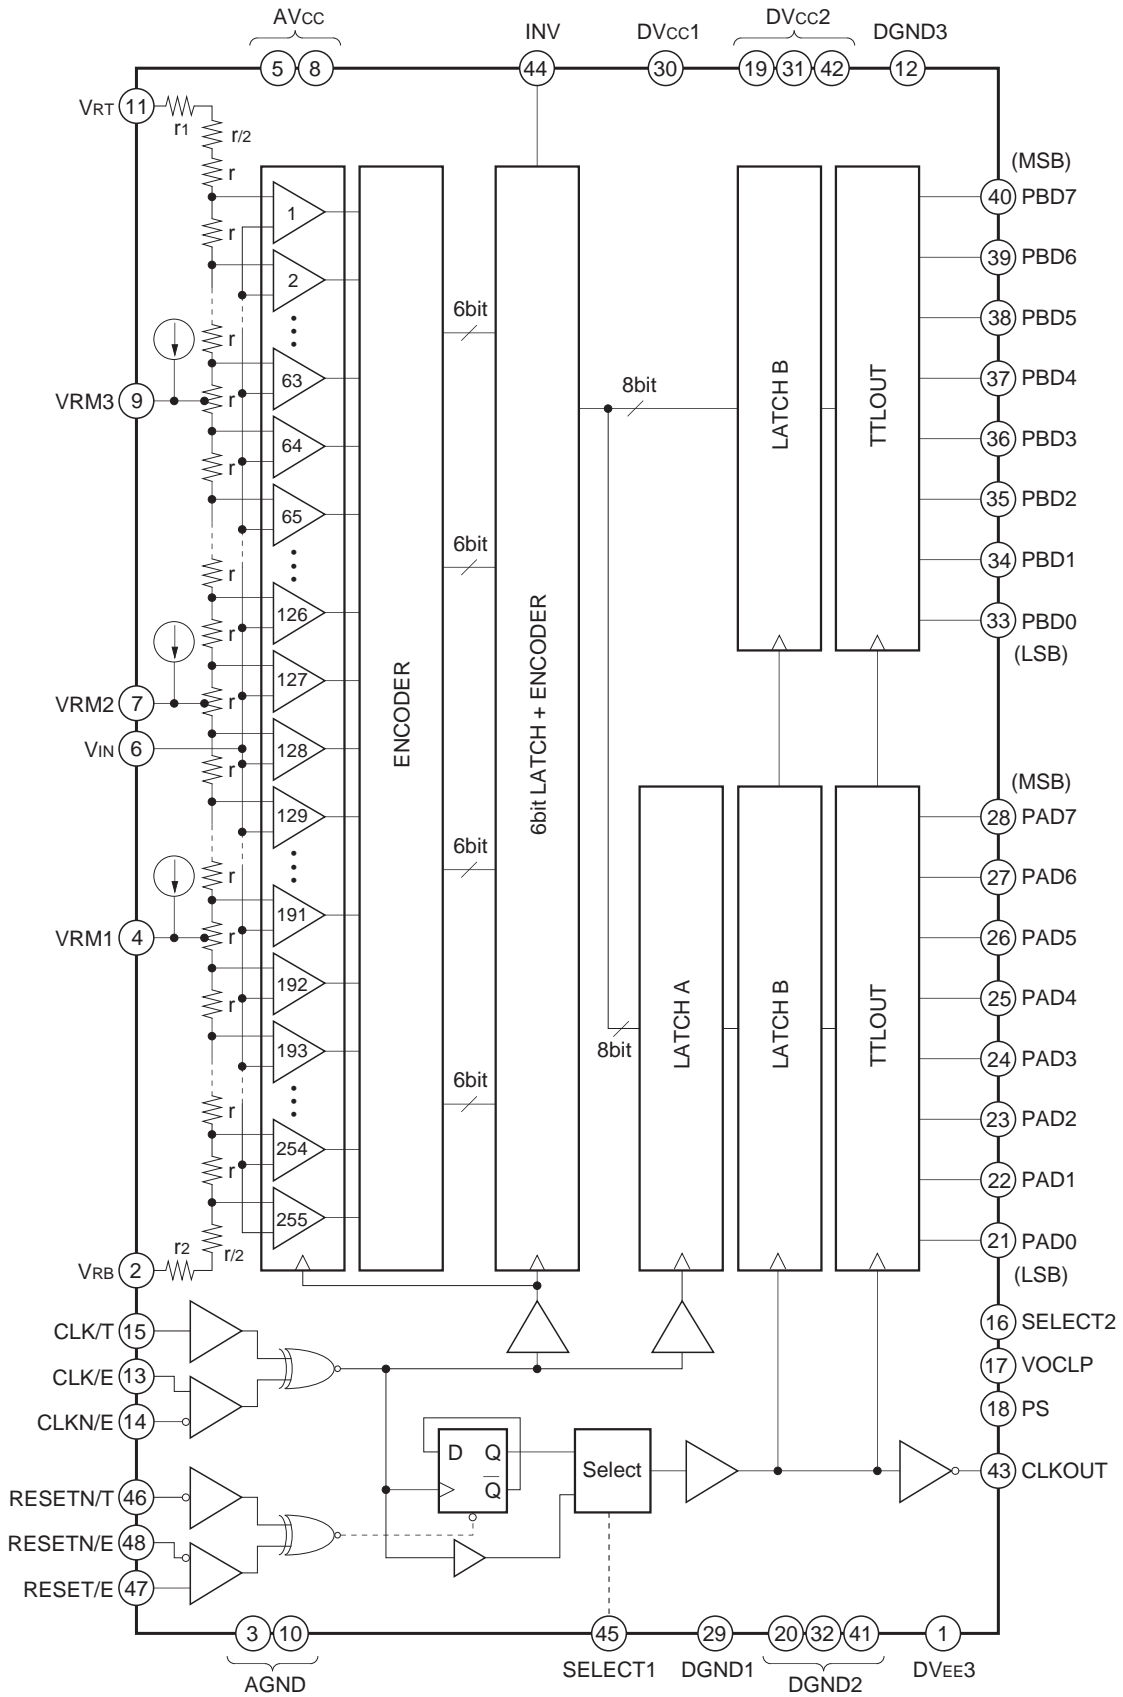 AVCC INV DVCC1 DVCC2 DGND3
5 8 44 30 19 31 42 12
VRT 11 r1 r/2
r
(MSB)
1 40 PBD7
r
2 39 PBD6
6bit
r 38 PBD5
63 37 PBD4
VRM3 9 r 8bit LATCH B TTLOUT
64 36 PBD3
r
65 35 PBD2
6bit
r 34 PBD1
126 33 PBD0
r (LSB)
127
VRM2 7 r ENCODER 6bit LATCH + ENCODER
VIN 6 128
r
(MSB)
129 28 PAD7
6bit
r 27 PAD6
191
VRM1 4 r 26 PAD5
192 25 PAD4
r
8bit LATCH A LATCH B TTLOUT
193 24 PAD3
6bit
r 23 PAD2
254
r 22 PAD1
255
r2 r/2 21 PAD0
VRB 2 (LSB)
CLK/T 15 16 SELECT2
CLK/E 13 17 VOCLP
CLKN/E 14 18 PS
D Q
Select 43 CLKOUT
Q
RESETN/T 46
RESETN/E 48
RESET/E 47
3 10 45 29 20 32 41 1
AGND SELECT1 DGND1 DGND2 DVEE3